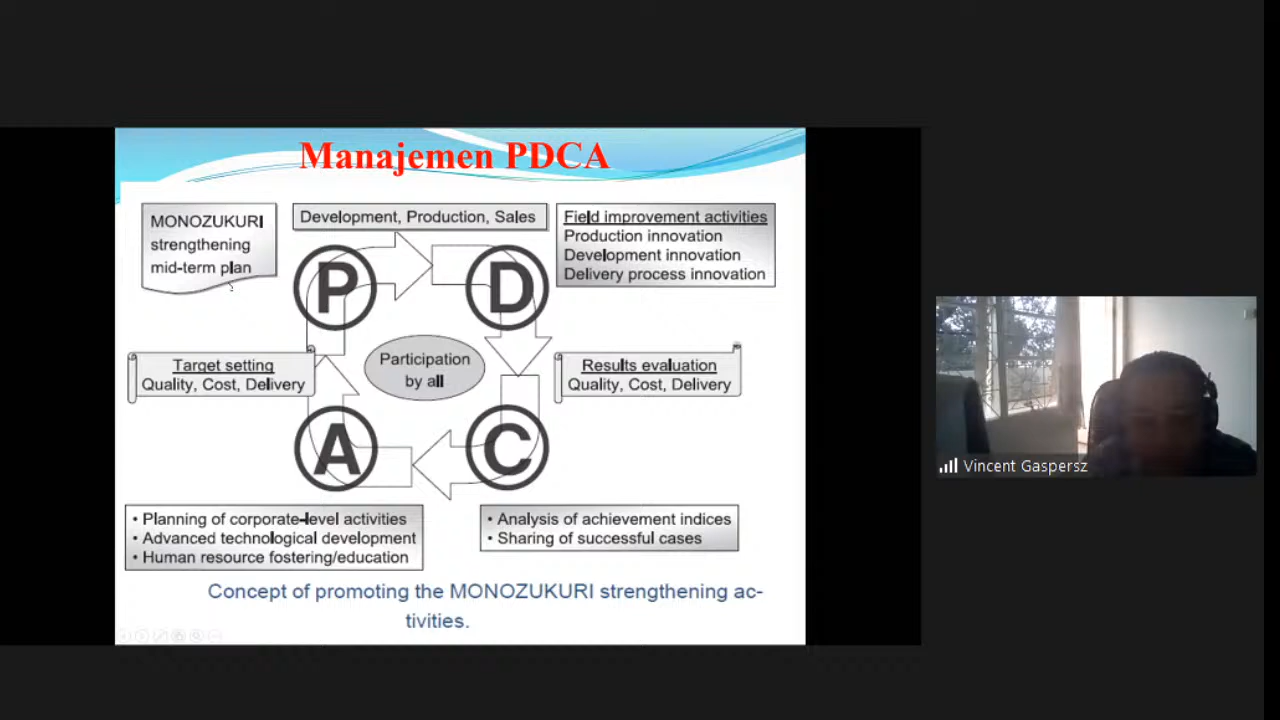 Manajemen PDCA
MONOZUKURI
strengthening
mid-term plan
Development, Production, Sales
Field improvement activities
Production innovation
Development innovation
Delivery process innovation
P
D
Target setting
Quality, Cost, Delivery
Participation
by all
Results evaluation
Quality, Cost, Delivery
A
C
• Planning of corporate-level activities
• Advanced technological development
• Human resource fostering/education
• Analysis of achievement indices
• Sharing of successful cases
Concept of promoting the MONOZUKURI strengthening ac-
tivities.
Vincent Gaspersz